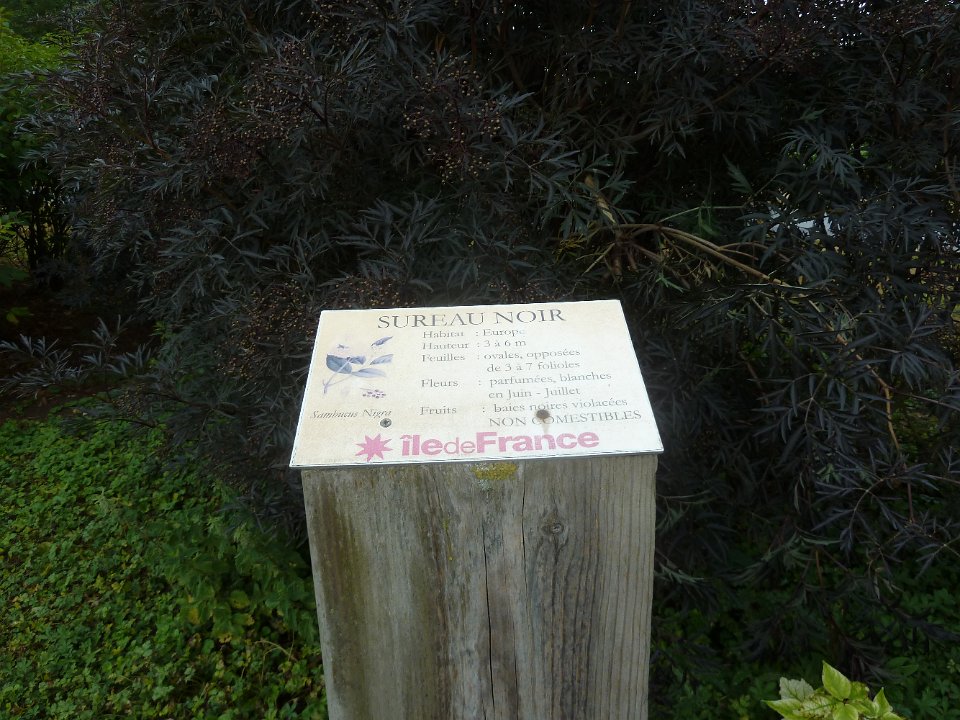 SUREAU NOIR
Habitat : Europe
Hauteur : 3 à 6 m
Feuilles : ovales, opposées
de 3 à 7 folioles
Fleurs : parfumées, blanches
en Juin - Juillet
Fruits : baies noires violacées
NON COMESTIBLES
Sambucus Nigra
îledeFrance